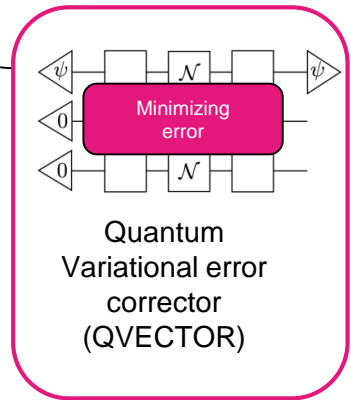 ψ 𝒩 ψ
0
Minimizing
error
0 𝒩
Quantum
Variational error
corrector
(QVECTOR)